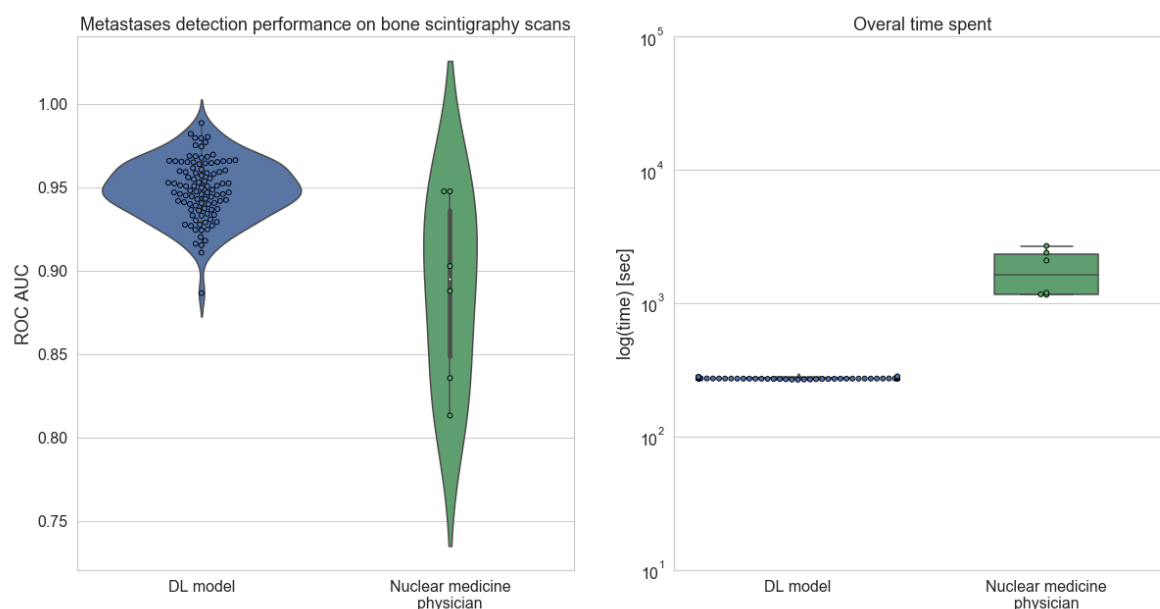 Metastases detection performance on bone scintigraphy scans
ROC AUC
1.00
0.95
0.90
0.85
0.80
0.75
DL model
Nuclear medicine
physician
Overal time spent
log(time) [sec]
10^5
10^4
10^3
10^2
10^1
DL model
Nuclear medicine
physician